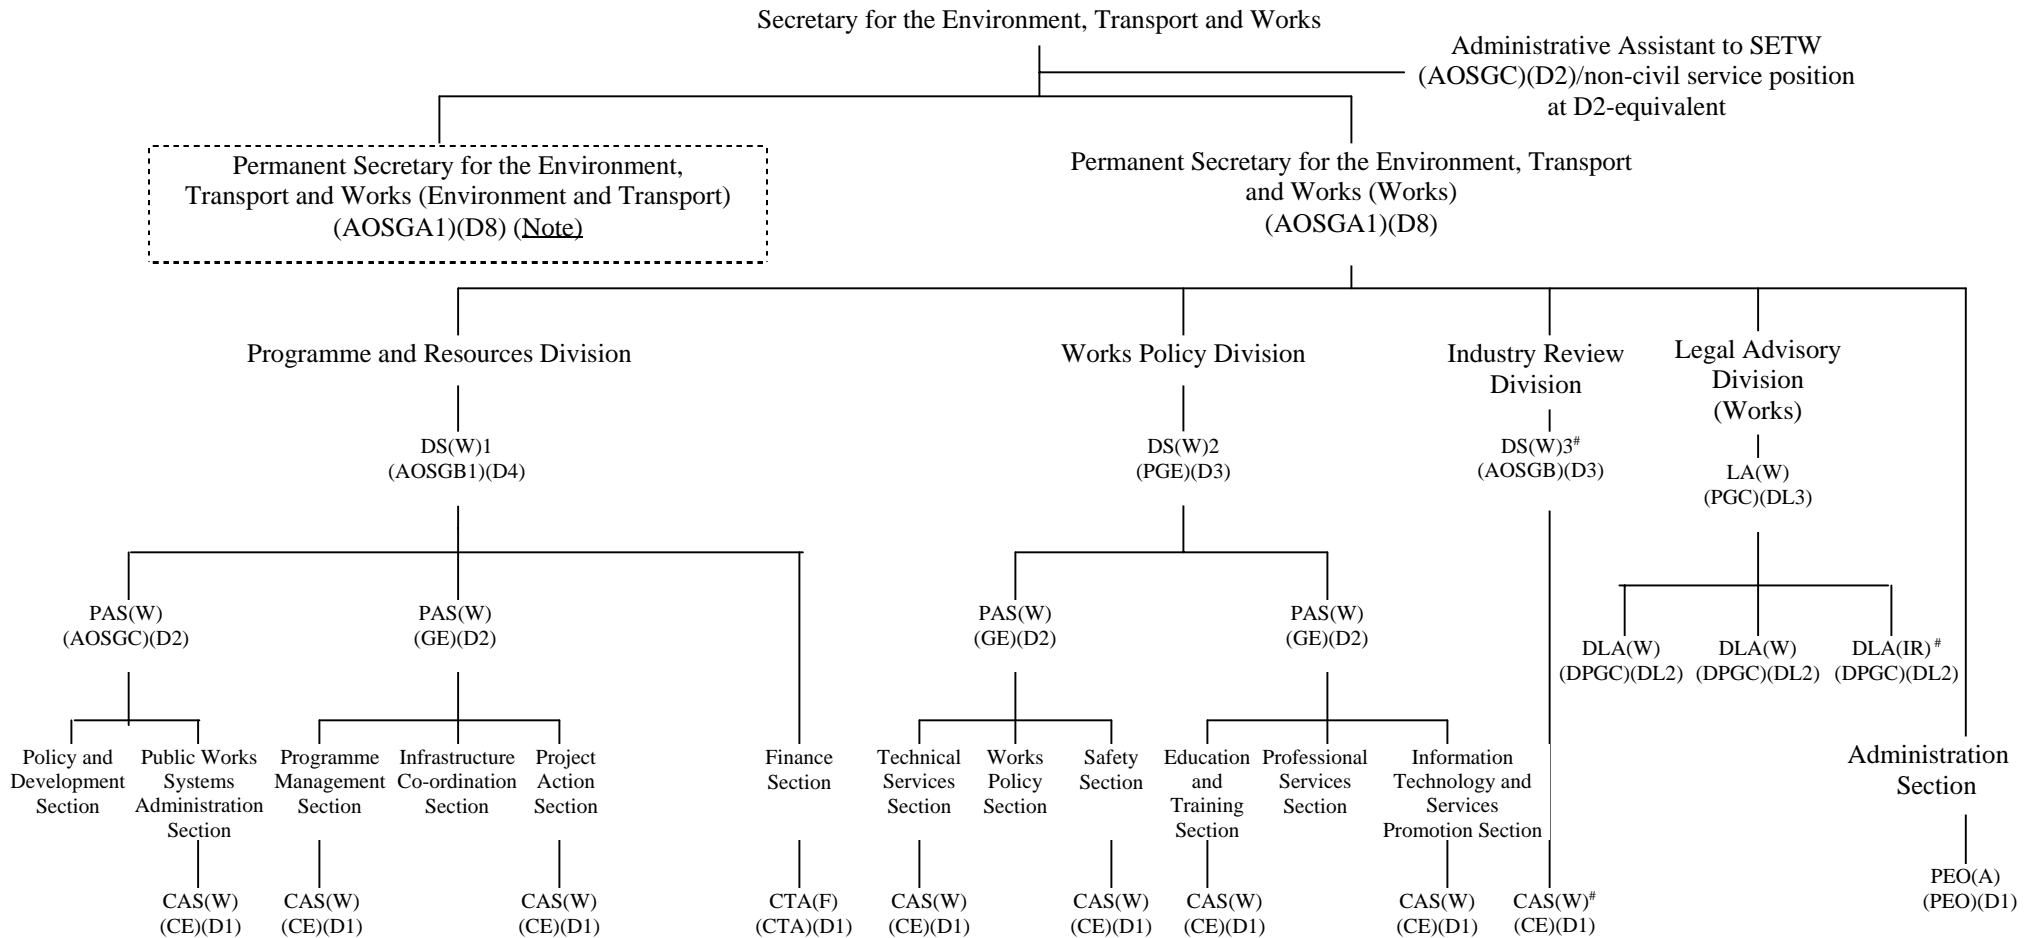 Secretary for the Environment, Transport and Works
Administrative Assistant to SETW
(AOSGC)(D2)/non-civil service position
at D2-equivalent
Permanent Secretary for the Environment,
Transport and Works (Environment and Transport)
(AOSGA1)(D8) (Note)
Permanent Secretary for the Environment, Transport
and Works (Works)
(AOSGA1)(D8)
Programme and Resources Division
Works Policy Division
Industry Review
Division
Legal Advisory
Division
(Works)
DS(W)1
(AOSGB1)(D4)
DS(W)2
(PGE)(D3)
DS(W)3#
(AOSGB)(D3)
LA(W)
(PGC)(DL3)
PAS(W)
(AOSGC)(D2)
PAS(W)
(GE)(D2)
PAS(W)
(GE)(D2)
PAS(W)
(GE)(D2)
DLA(W)
(DPGC)(DL2)
DLA(W)
(DPGC)(DL2)
DLA(IR)#
(DPGC)(DL2)
Policy and
Development
Section
Public Works
Systems
Administration
Section
Programme
Management
Section
Infrastructure
Co-ordination
Section
Project
Action
Section
Finance
Section
Technical
Services
Section
Works
Policy
Section
Safety
Section
Education
and
Training
Section
Professional
Services
Section
Information
Technology and
Services
Promotion Section
Administration
Section
CAS(W)
(CE)(D1)
CAS(W)
(CE)(D1)
CAS(W)
(CE)(D1)
CTA(F)
(CTA)(D1)
CAS(W)
(CE)(D1)
CAS(W)
(CE)(D1)
CAS(W)
(CE)(D1)
CAS(W)
(CE)(D1)
CAS(W)#
(CE)(D1)
PEO(A)
(PEO)(D1)